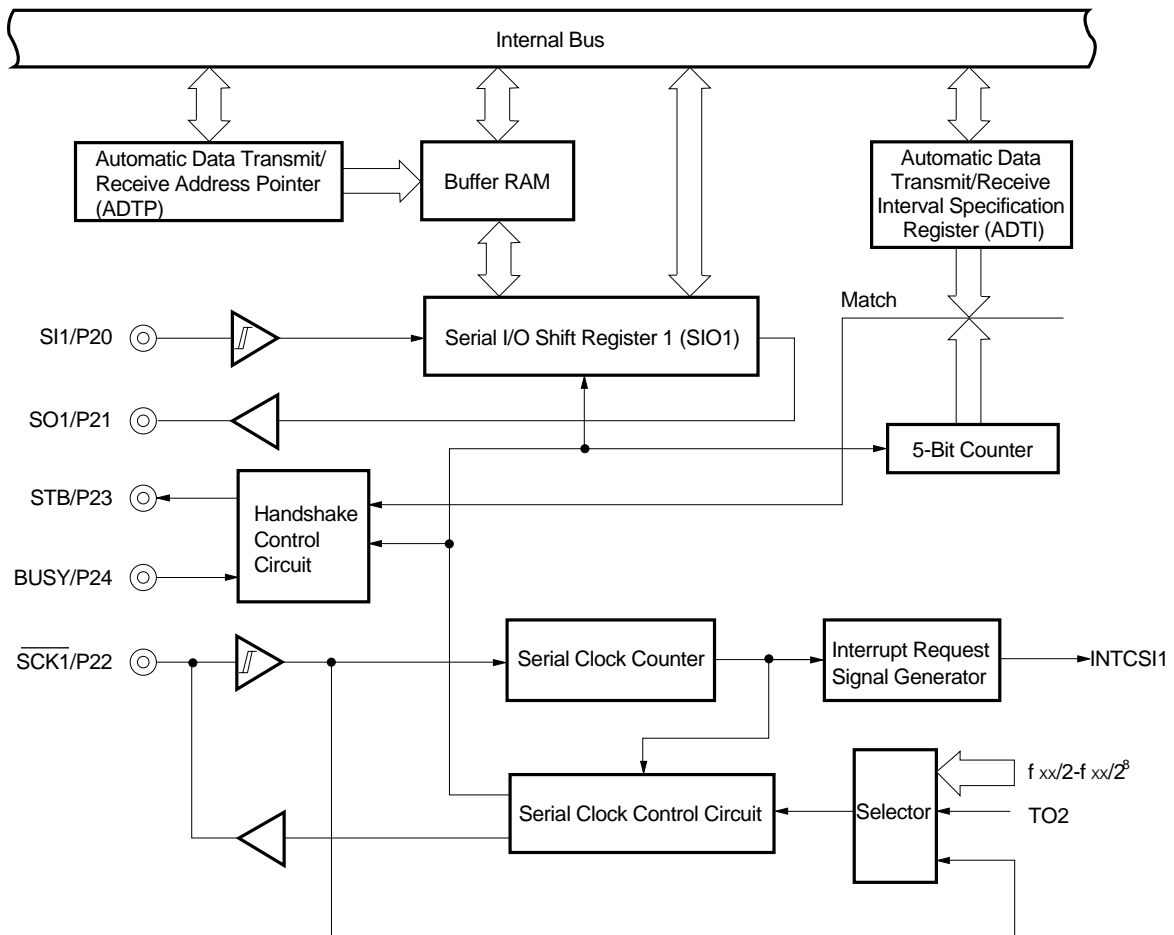 Internal Bus
Automatic Data Transmit/
Receive Address Pointer
(ADTP)
Buffer RAM
Automatic Data
Transmit/Receive
Interval Specification
Register (ADTI)
Match
SI1/P20
Serial I/O Shift Register 1 (SIO1)
SO1/P21
5-Bit Counter
STB/P23
Handshake
Control
Circuit
BUSY/P24
SCK1/P22
Serial Clock Counter
Interrupt Request
Signal Generator
INTCSI1
Serial Clock Control Circuit
Selector
f xx/2-f xx/2⁸
TO2